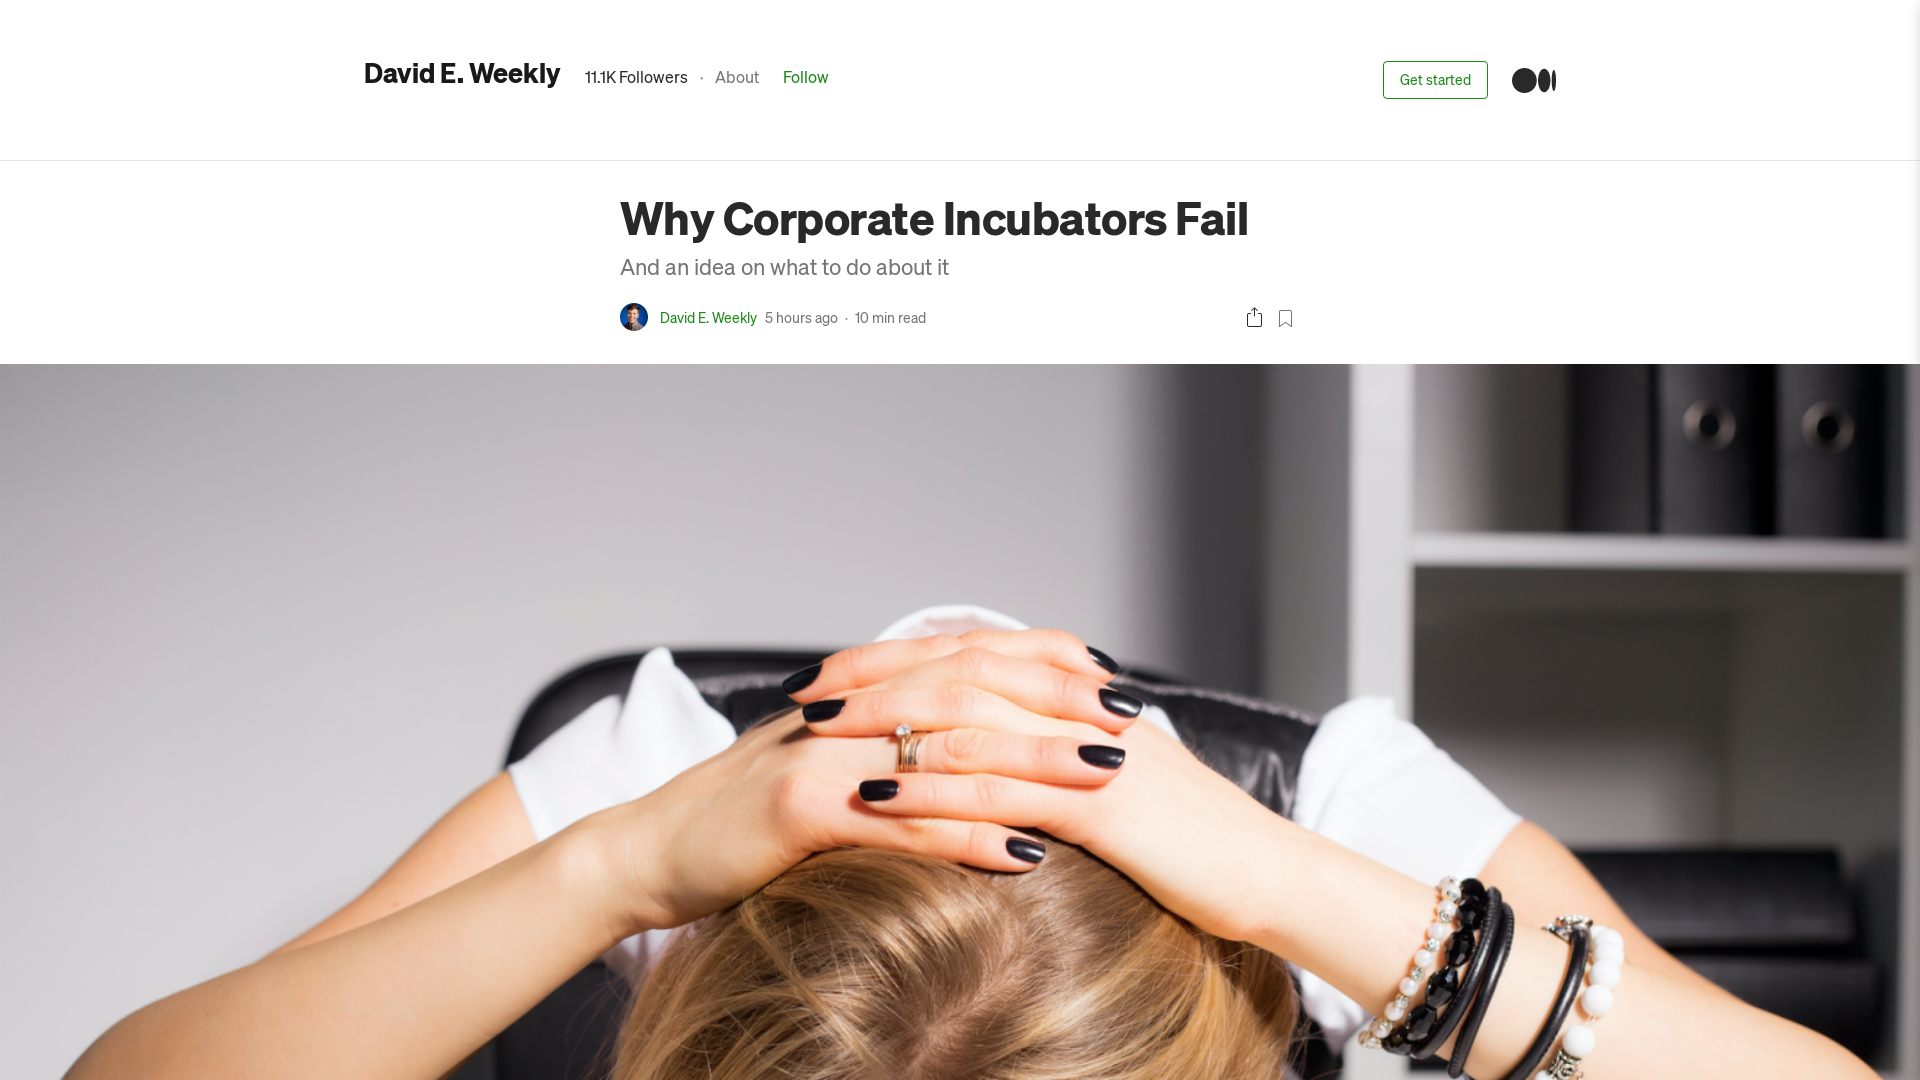 David E. Weekly
11.1K Followers · About Follow
Get started
Why Corporate Incubators Fail
And an idea on what to do about it
David E. Weekly 5 hours ago · 10 min read